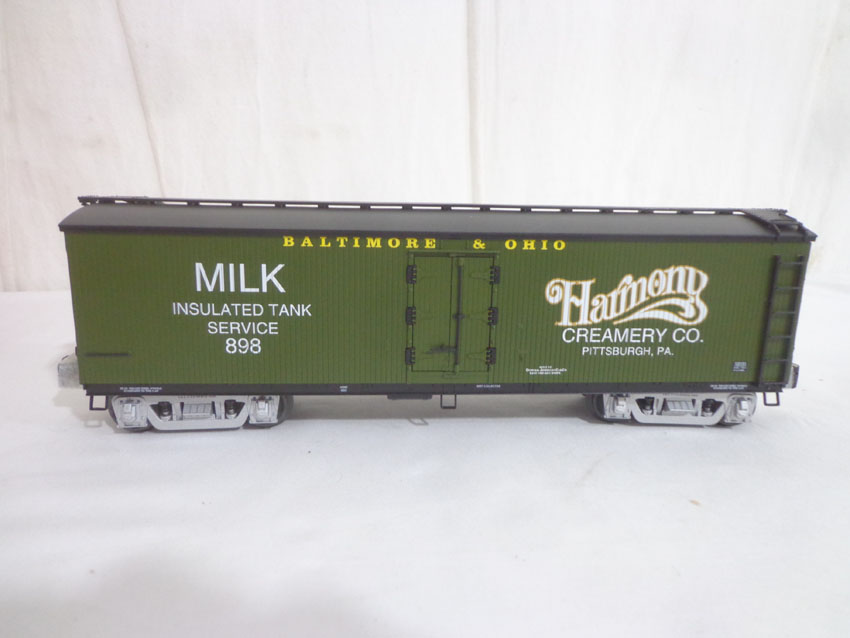 BALTIMORE & OHIO
MILK
INSULATED TANK
SERVICE
898
Harmony
CREAMERY CO.
PITTSBURGH, PA.